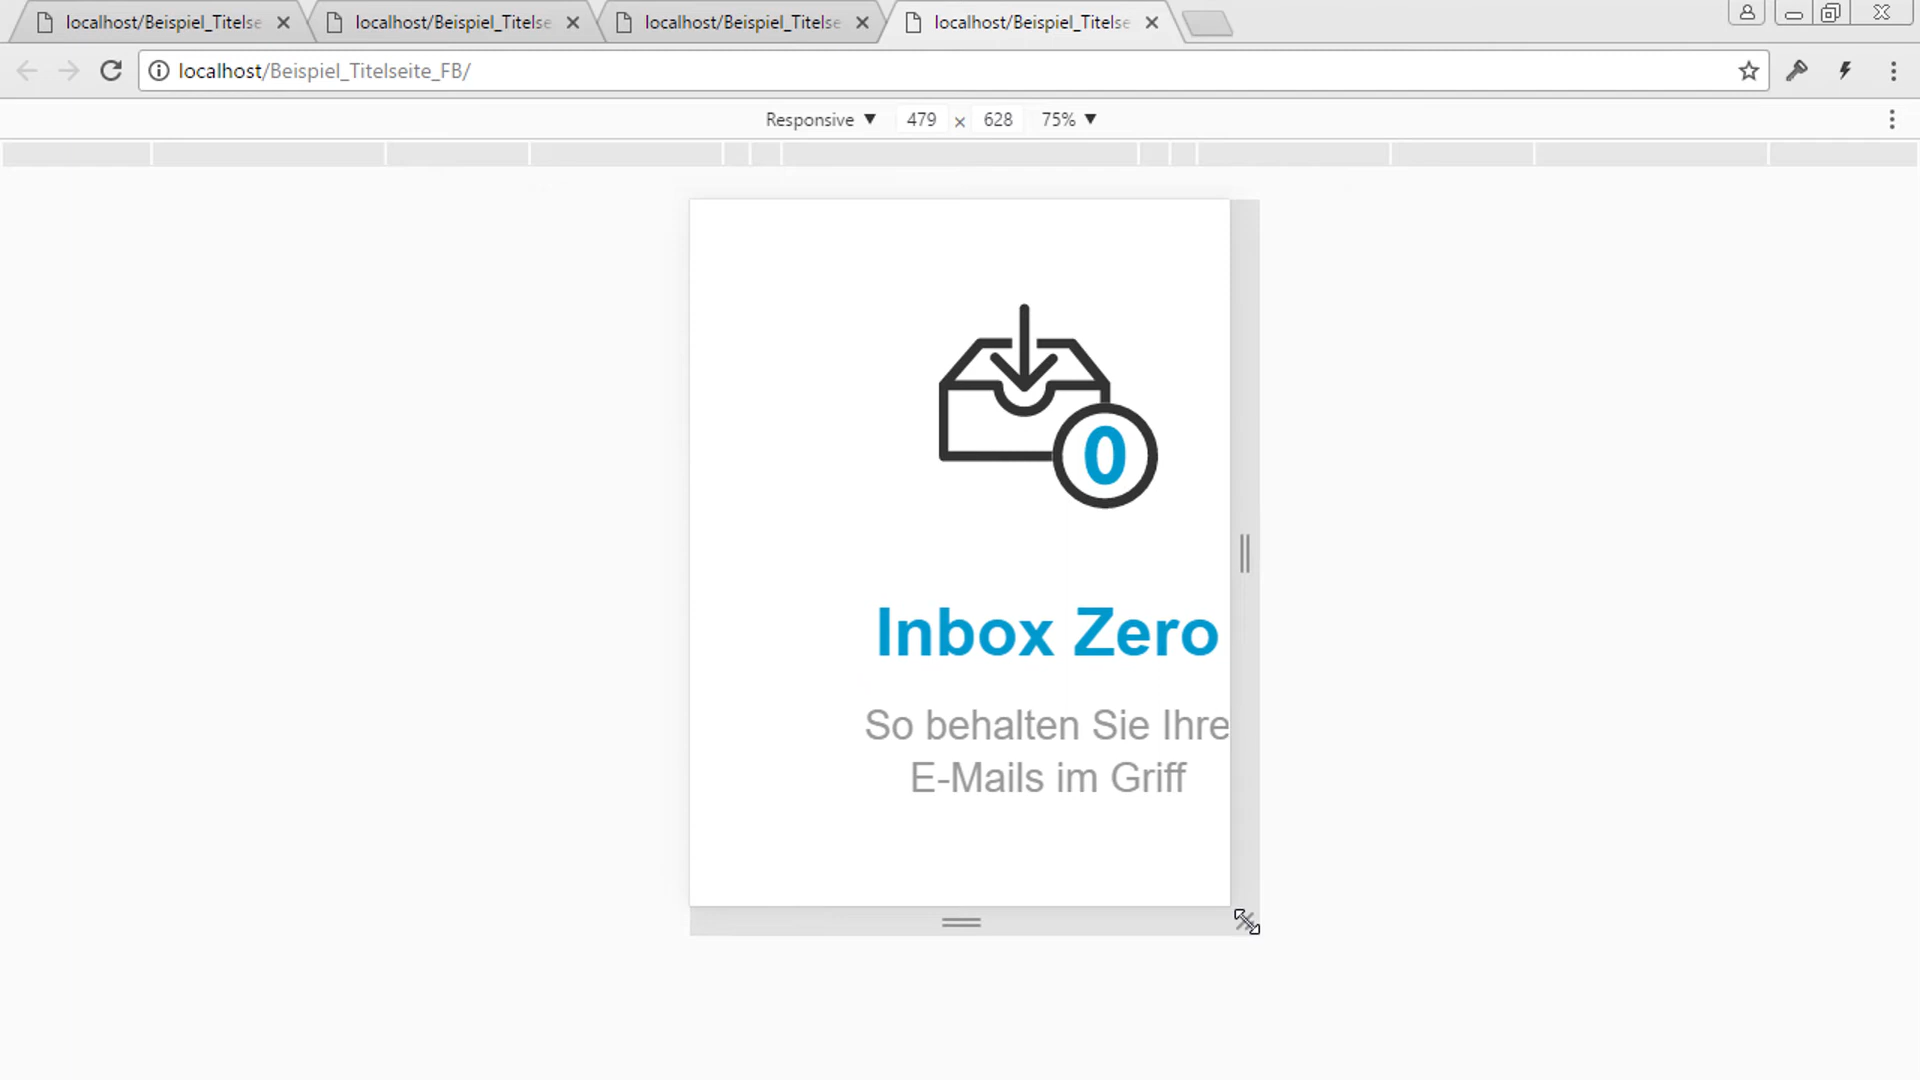 localhost/Beispiel_Titelse
localhost/Beispiel_Titelse
localhost/Beispiel_Titelse
localhost/Beispiel_Titelse
localhost/Beispiel_Titelseite_FB/
Responsive ▼ 479 × 628 75% ▼
0
Inbox Zero
So behalten Sie Ihre
E-Mails im Griff